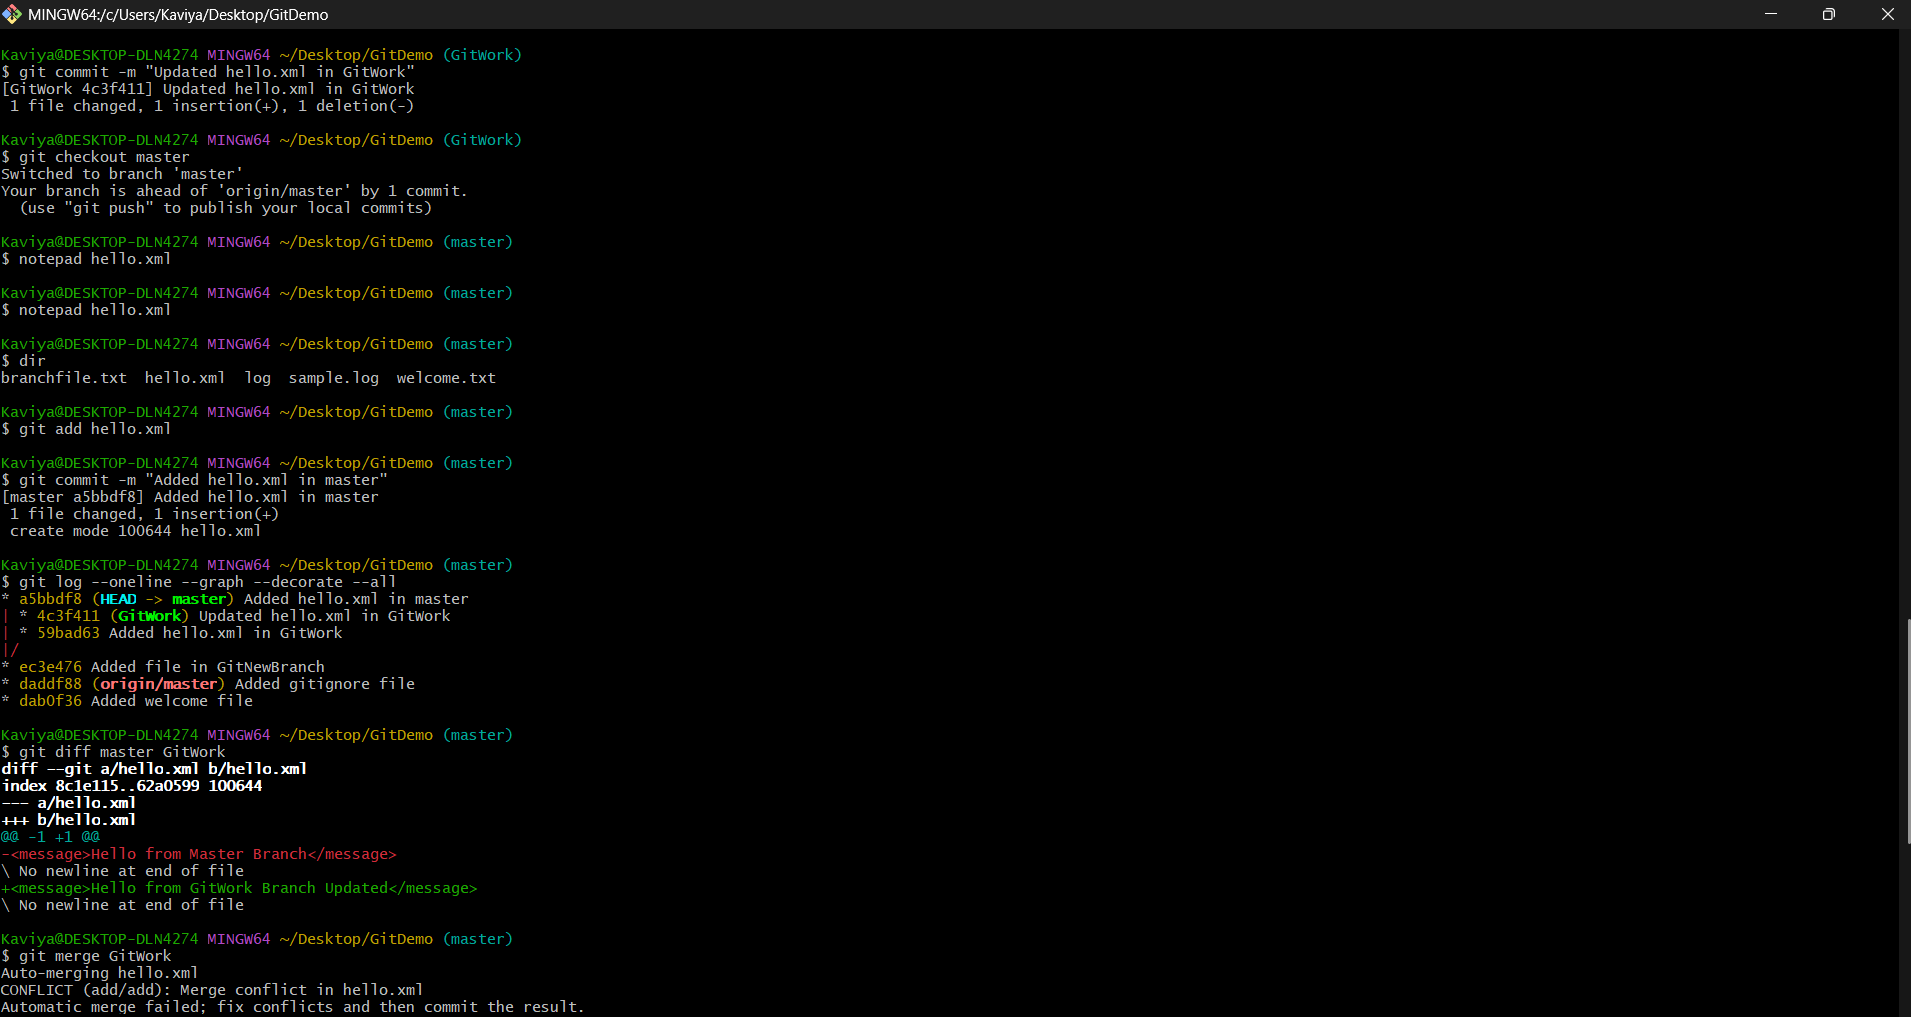 MINGW64:/c/Users/Kaviya/Desktop/GitDemo
Kaviya@DESKTOP-DLN4274 MINGW64 ~/Desktop/GitDemo (GitWork)
$ git commit -m "Updated hello.xml in GitWork"
[GitWork 4c3f411] Updated hello.xml in GitWork
 1 file changed, 1 insertion(+), 1 deletion(-)
Kaviya@DESKTOP-DLN4274 MINGW64 ~/Desktop/GitDemo (GitWork)
$ git checkout master
Switched to branch 'master'
Your branch is ahead of 'origin/master' by 1 commit.
  (use "git push" to publish your local commits)
Kaviya@DESKTOP-DLN4274 MINGW64 ~/Desktop/GitDemo (master)
$ notepad hello.xml
Kaviya@DESKTOP-DLN4274 MINGW64 ~/Desktop/GitDemo (master)
$ notepad hello.xml
Kaviya@DESKTOP-DLN4274 MINGW64 ~/Desktop/GitDemo (master)
$ dir
branchfile.txt  hello.xml  log  sample.log  welcome.txt
Kaviya@DESKTOP-DLN4274 MINGW64 ~/Desktop/GitDemo (master)
$ git add hello.xml
Kaviya@DESKTOP-DLN4274 MINGW64 ~/Desktop/GitDemo (master)
$ git commit -m "Added hello.xml in master"
[master a5bbdf8] Added hello.xml in master
 1 file changed, 1 insertion(+)
 create mode 100644 hello.xml
Kaviya@DESKTOP-DLN4274 MINGW64 ~/Desktop/GitDemo (master)
$ git log --oneline --graph --decorate --all
* a5bbdf8 (HEAD -> master) Added hello.xml in master
| * 4c3f411 (GitWork) Updated hello.xml in GitWork
| * 59bad63 Added hello.xml in GitWork
|/
* ec3e476 Added file in GitNewBranch
* daddf88 (origin/master) Added gitignore file
* dab0f36 Added welcome file
Kaviya@DESKTOP-DLN4274 MINGW64 ~/Desktop/GitDemo (master)
$ git diff master GitWork
diff --git a/hello.xml b/hello.xml
index 8c1e115..62a0599 100644
--- a/hello.xml
+++ b/hello.xml
@@ -1 +1 @@
-<message>Hello from Master Branch</message>
\ No newline at end of file
+<message>Hello from GitWork Branch Updated</message>
\ No newline at end of file
Kaviya@DESKTOP-DLN4274 MINGW64 ~/Desktop/GitDemo (master)
$ git merge GitWork
Auto-merging hello.xml
CONFLICT (add/add): Merge conflict in hello.xml
Automatic merge failed; fix conflicts and then commit the result.